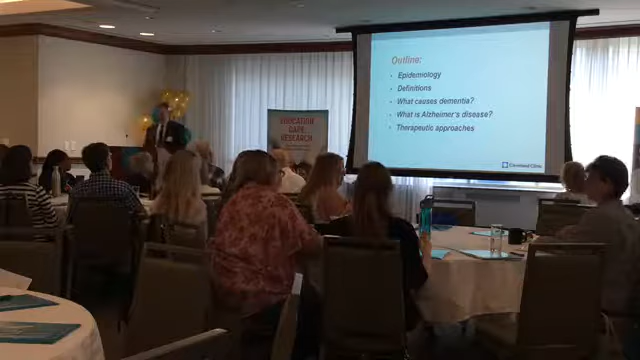 Outline:
Epidemiology
Definitions
What causes dementia?
What is Alzheimer's disease?
Therapeutic approaches
Cleveland Clinic
EDUCATION
CARE
RESEARCH